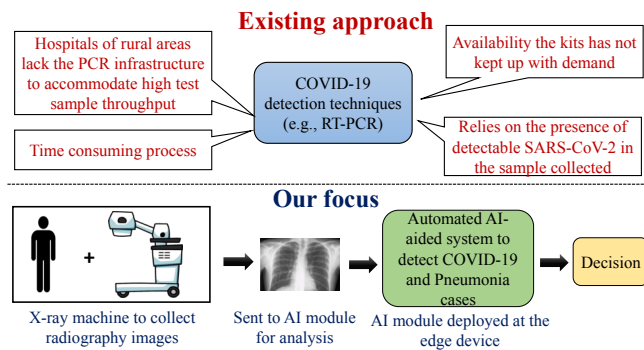 Existing approach
Hospitals of rural areas
lack the PCR infrastructure
to accommodate high test
sample throughput
Time consuming process
COVID-19
detection techniques
(e.g., RT-PCR)
Availability the kits has not
kept up with demand
Relies on the presence of
detectable SARS-CoV-2 in
the sample collected
Our focus
+
X-ray machine to collect
radiography images
Sent to AI module
for analysis
Automated AI-
aided system to
detect COVID-19
and Pneumonia
cases
AI module deployed at the
edge device
Decision